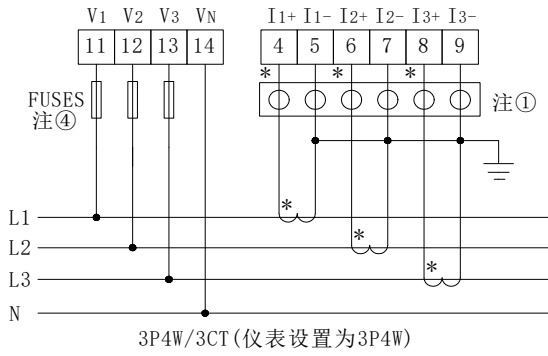 V1 V2 V3 VN I1+ I1- I2+ I2- I3+ I3-
11 12 13 14 4 5 6 7 8 9
* * *
FUSES
注④
注①
*
L1
*
L2
*
L3
N
3P4W/3CT(仪表设置为3P4W)